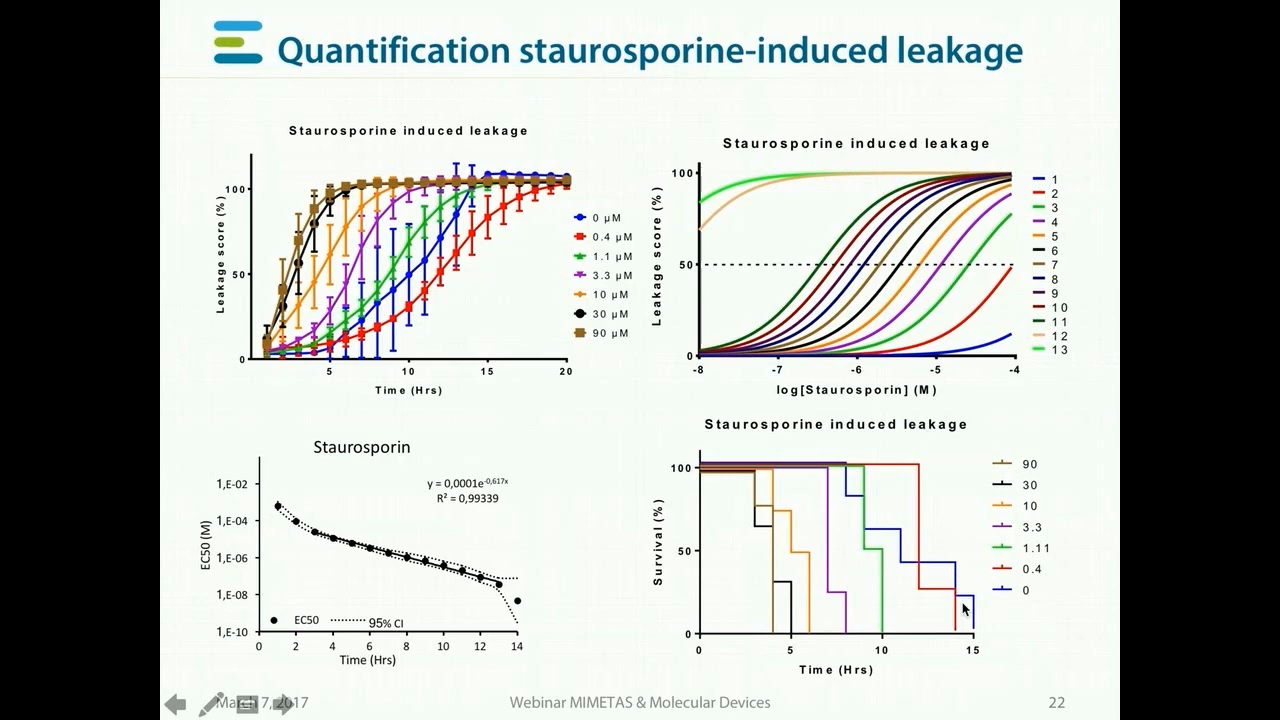 Quantification staurosporine-induced leakage
Staurosporine induced leakage
Leakage score (%)
100
50
0
5
10
15
20
Time (Hrs)
0 µM
0.4 µM
1.1 µM
3.3 µM
10 µM
30 µM
90 µM
Staurosporine induced leakage
Leakage score (%)
100
50
0
-8
-7
-6
-5
-4
log[Staurosporin] (M)
1
2
3
4
5
6
7
8
9
10
11
12
13
Staurosporin
EC50 (M)
1,E-02
1,E-04
1,E-06
1,E-08
1,E-10
y = 0,0001e-0,617x
R² = 0,99339
EC50
95% CI
0
2
4
6
8
10
12
14
Time (Hrs)
Staurosporine induced leakage
Survival (%)
100
50
0
0
5
10
15
Time (Hrs)
90
30
10
3.3
1.11
0.4
0
March 7, 2017
Webinar MIMETAS & Molecular Devices
22